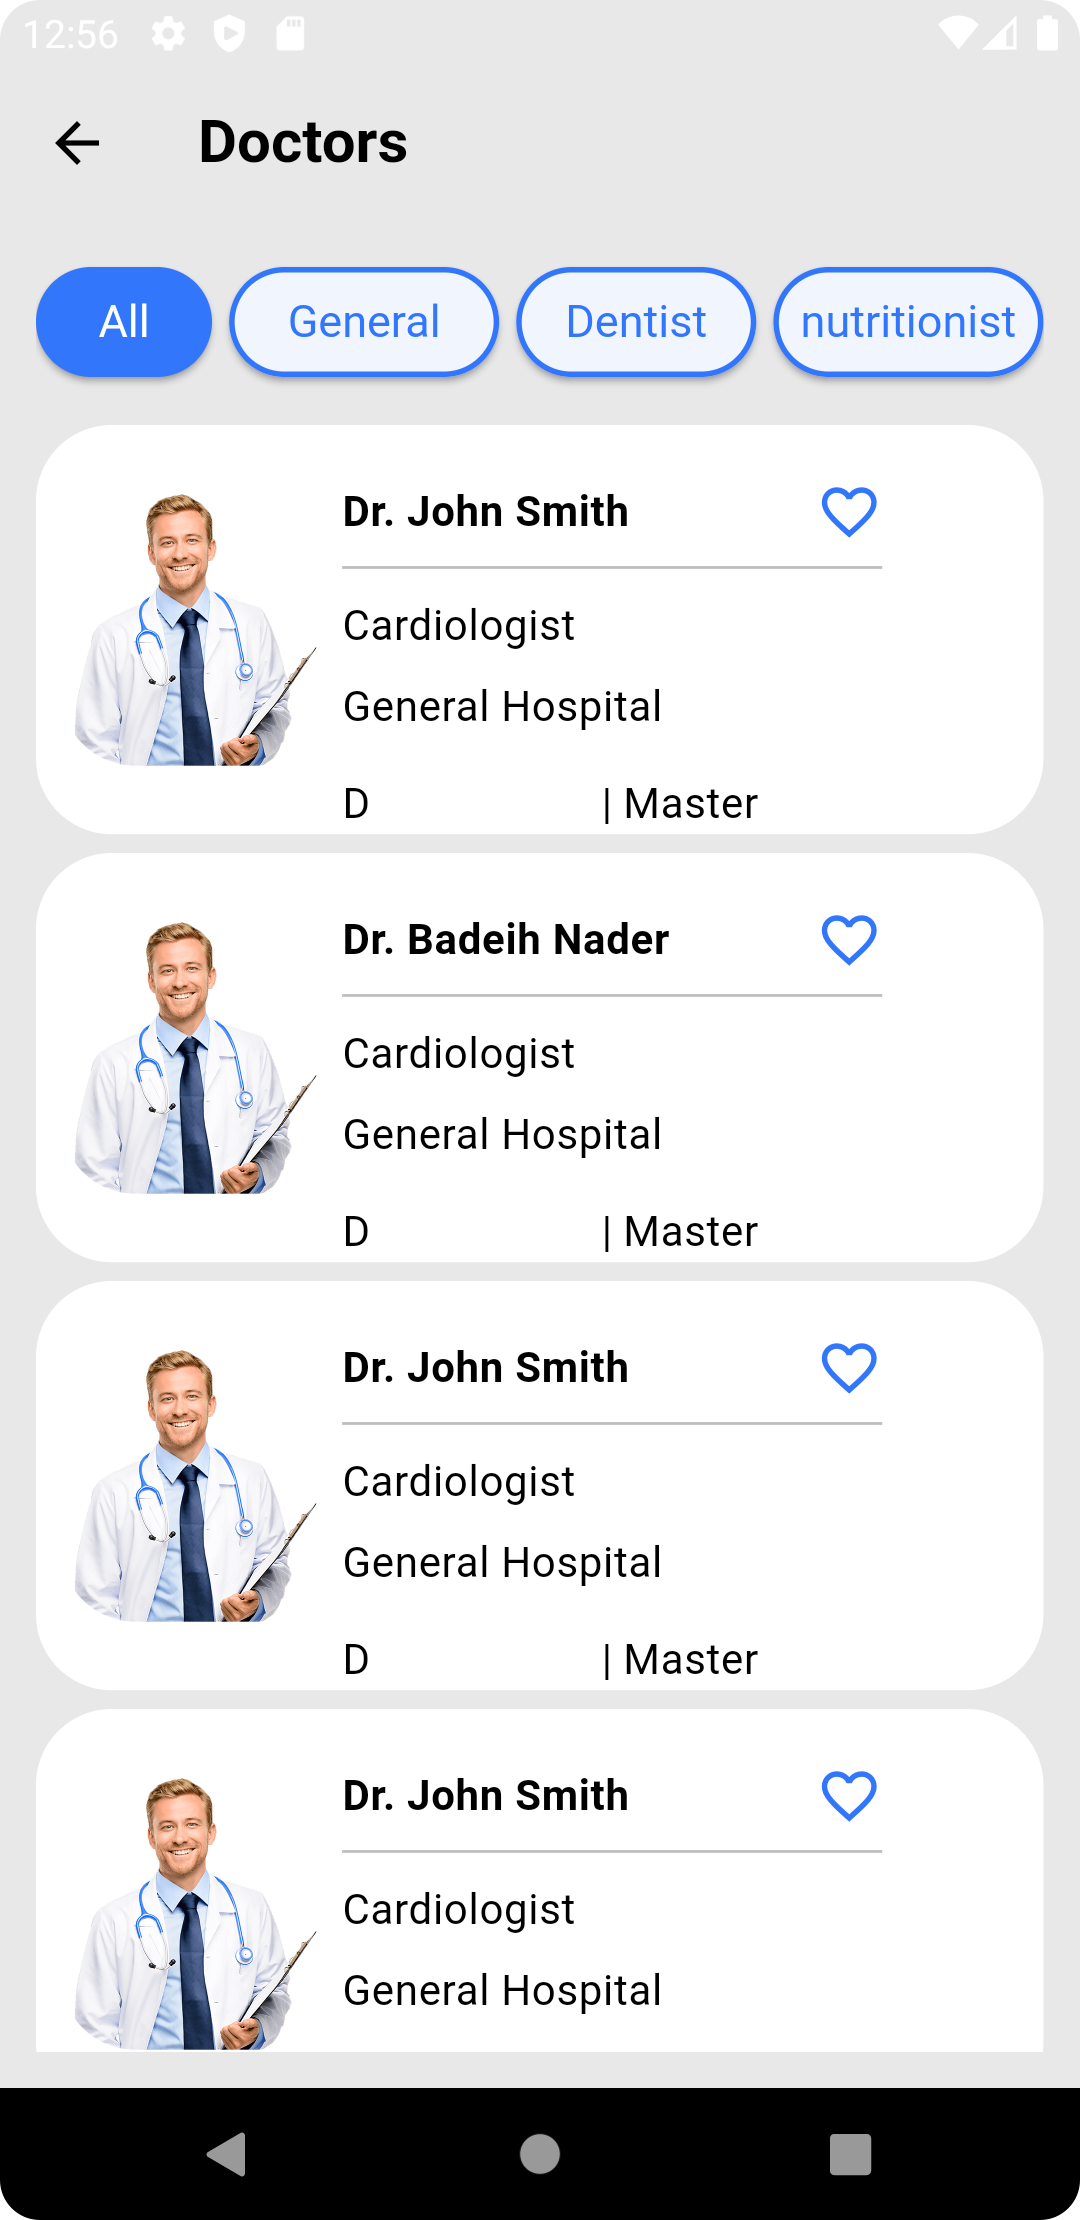 12:56
Doctors
All General Dentist nutritionist
Dr. John Smith
Cardiologist
General Hospital
D | Master
Dr. Badeih Nader
Cardiologist
General Hospital
D | Master
Dr. John Smith
Cardiologist
General Hospital
D | Master
Dr. John Smith
Cardiologist
General Hospital